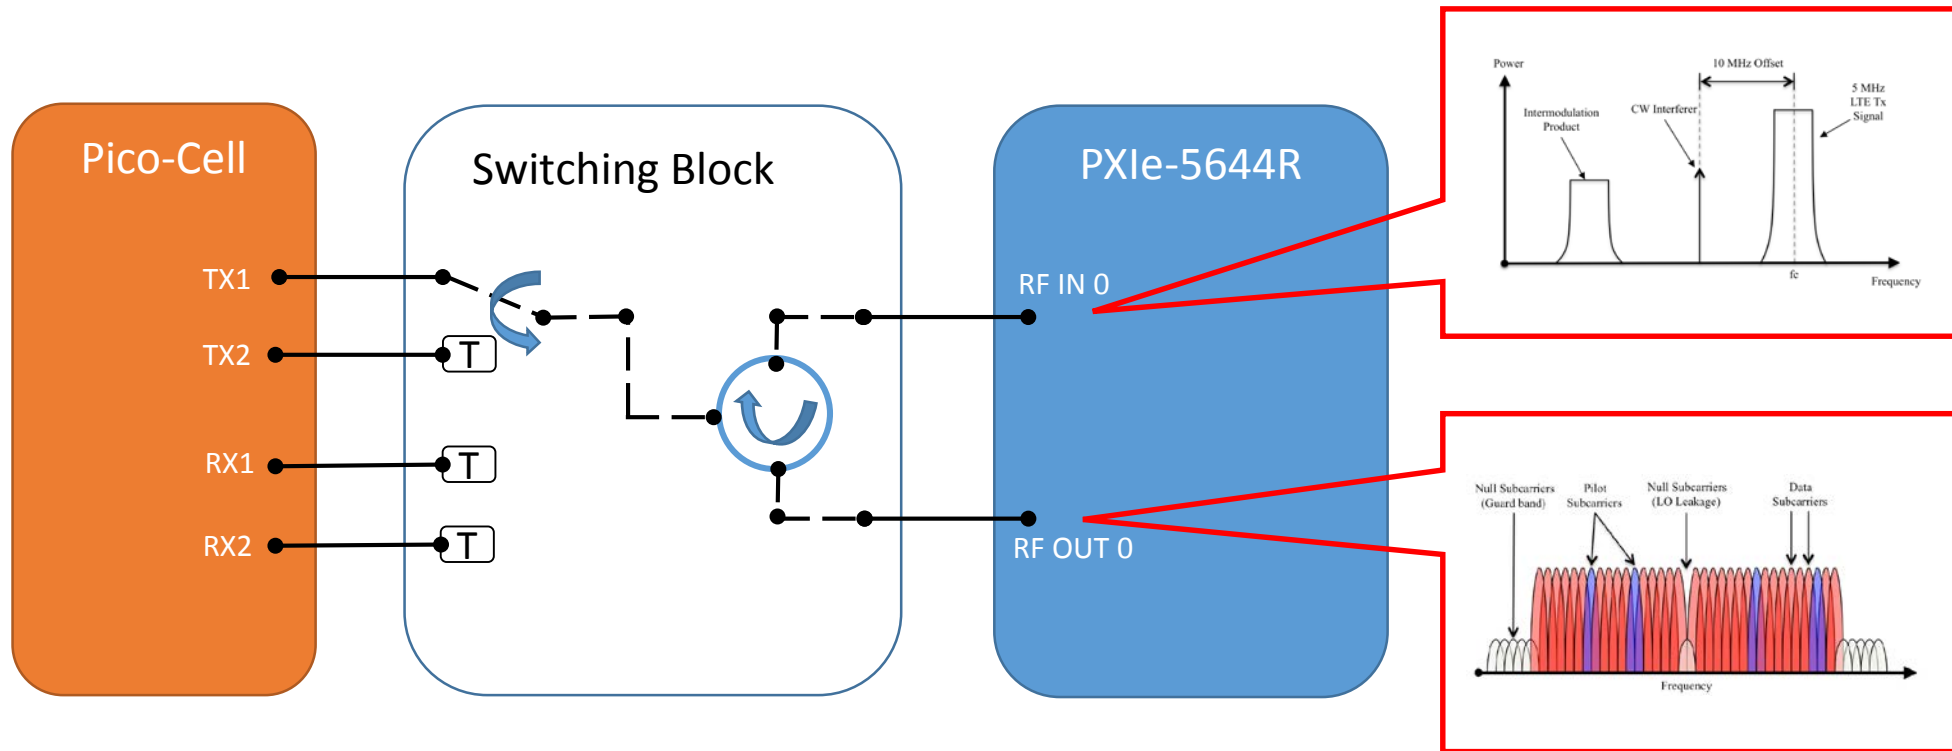 Pico-Cell
TX1
TX2
RX1
RX2
Switching Block
T
T
T
PXIe-5644R
RF IN 0
RF OUT 0
Power
10 MHz Offset
5 MHz
LTE Tx
Signal
CW Interferer
Intermodulation
Product
fc
Frequency
Null Subcarriers
(Guard band)
Pilot
Subcarriers
Null Subcarriers
(LO Leakage)
Data
Subcarriers
Frequency